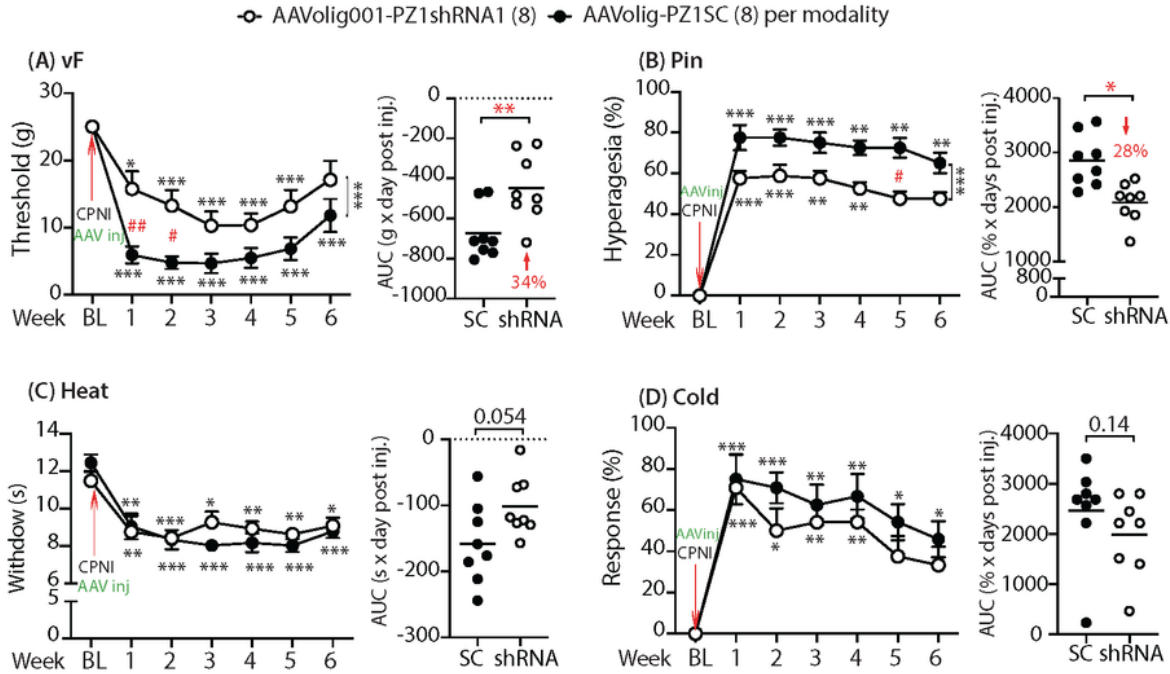 AAVolig001-PZ1shRNA1 (8) AAVolig-PZ1SC (8) per modality
(A) vF
Threshold (g)
30
20
10
0
*
***
***
***
***
***
##
#
***
***
***
***
***
***
CPNI
AAV inj
Week BL 1 2 3 4 5 6
AUC (g x day post inj.)
0
-200
-400
-600
-800
-1000
**
34%
SC shRNA
(B) Pin
Hyperagesia (%)
100
80
60
40
20
0
*** *** *** ** ** **
#
***
*** *** ** **
AAVinj
CPNI
Week BL 1 2 3 4 5 6
AUC (% x days post inj.)
4000
3000
2000
1000
800
0
*
28%
SC shRNA
(C) Heat
Withdow (s)
14
12
10
8
6
5
0
** *** * ** ** *
** *** *** *** *** ***
CPNI
AAV inj
Week BL 1 2 3 4 5 6
AUC (s x day post inj.)
0.054
0
-100
-200
-300
SC shRNA
(D) Cold
Response (%)
100
80
60
40
20
0
*** *** ** ** * *
*** * ** **
AAVinj
CPNI
Week BL 1 2 3 4 5 6
AUC (% x days post inj.)
4000
3000
2000
1000
0
0.14
SC shRNA